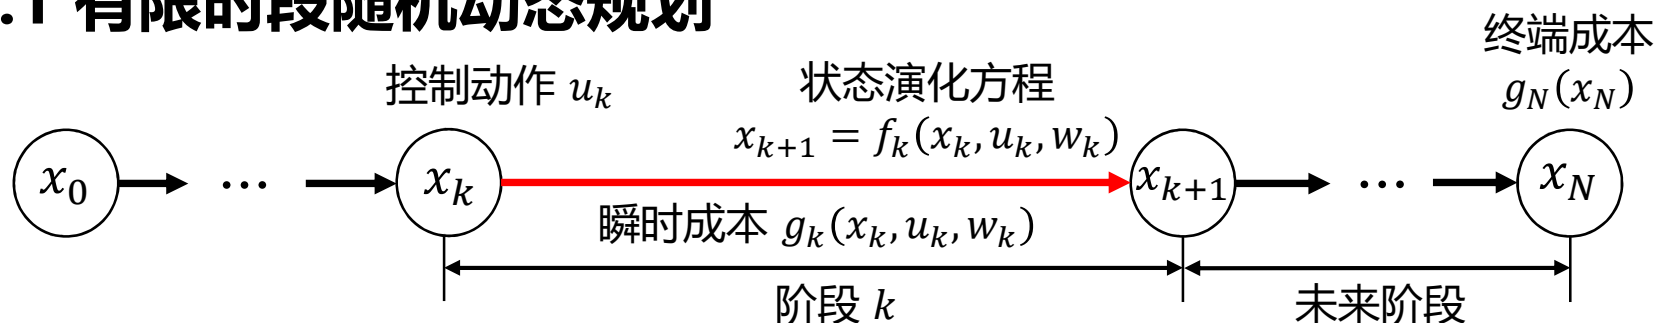 .1 有限时段随机动态规划
终端成本
g_N(x_N)
控制动作 u_k
状态演化方程
x_{k+1} = f_k(x_k, u_k, w_k)
x_0 … x_k x_{k+1} … x_N
瞬时成本 g_k(x_k, u_k, w_k)
阶段 k
未来阶段